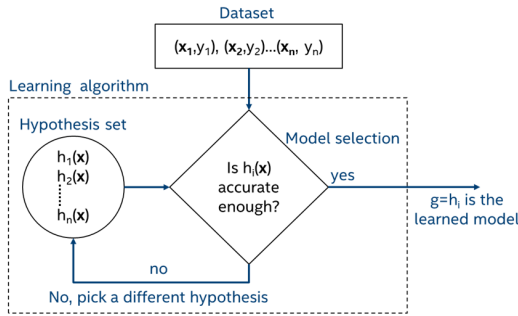 Dataset
(x₁,y₁), (x₂,y₂)...(xₙ, yₙ)
Learning algorithm
Hypothesis set
h₁(x)
h₂(x)
hₙ(x)
Model selection
Is hᵢ(x)
accurate
enough?
yes
g=hᵢ is the
learned model
no
No, pick a different hypothesis